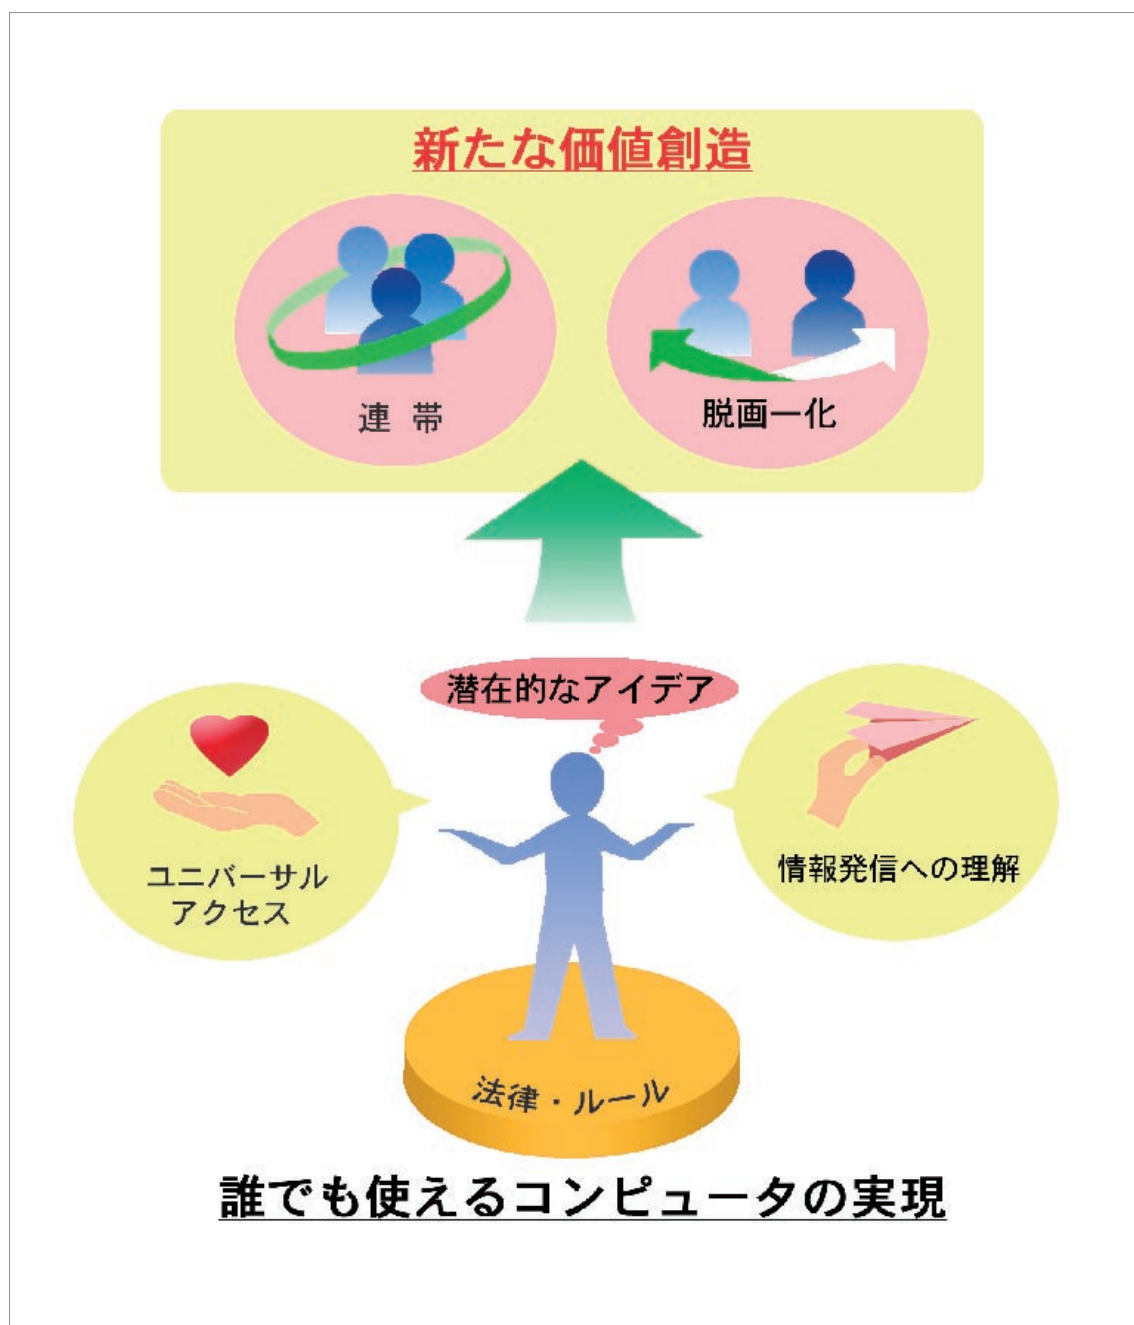 新たな価値創造
連 帯
脱画一化
潜在的なアイデア
ユニバーサル
アクセス
情報発信への理解
法律・ルール
誰でも使えるコンピュータの実現